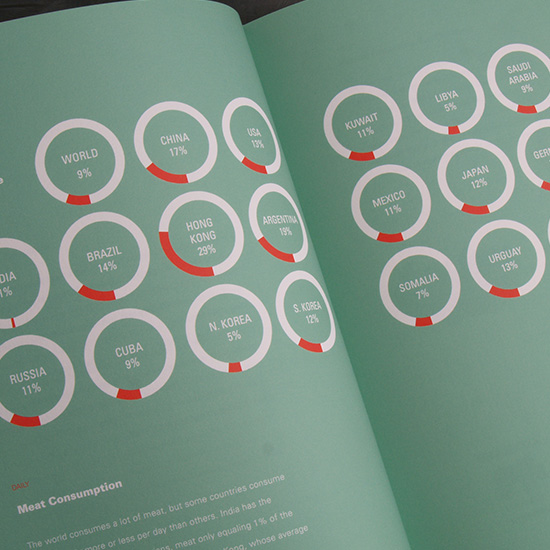 WORLD
9%
CHINA
17%
USA
13%
BRAZIL
14%
HONG
KONG
29%
ARGENTINA
19%
DIA
1%
RUSSIA
11%
CUBA
9%
N. KOREA
5%
S. KOREA
12%
DAILY
Meat Consumption
The world consumes a lot of meat, but some countries consume
more or less per day than others. India has the
ns, meat only equaling 1% of the
ong, whose average
KUWAIT
11%
LIBYA
5%
SAUDI
ARABIA
9%
MEXICO
11%
JAPAN
12%
GER
SOMALIA
7%
URGUAY
13%